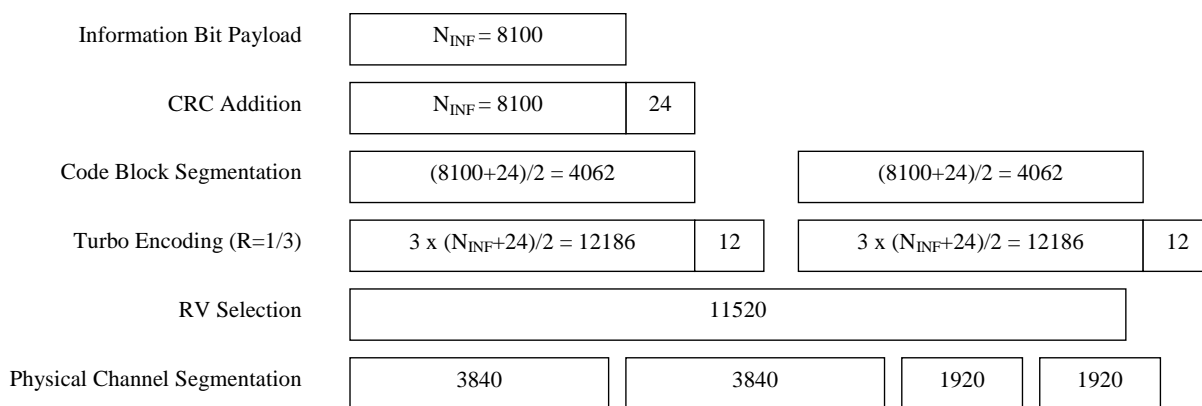 Information Bit Payload N_INF = 8100
CRC Addition N_INF = 8100 24
Code Block Segmentation (8100+24)/2 = 4062 (8100+24)/2 = 4062
Turbo Encoding (R=1/3) 3 x (N_INF+24)/2 = 12186 12 3 x (N_INF+24)/2 = 12186 12
RV Selection 11520
Physical Channel Segmentation 3840 3840 1920 1920